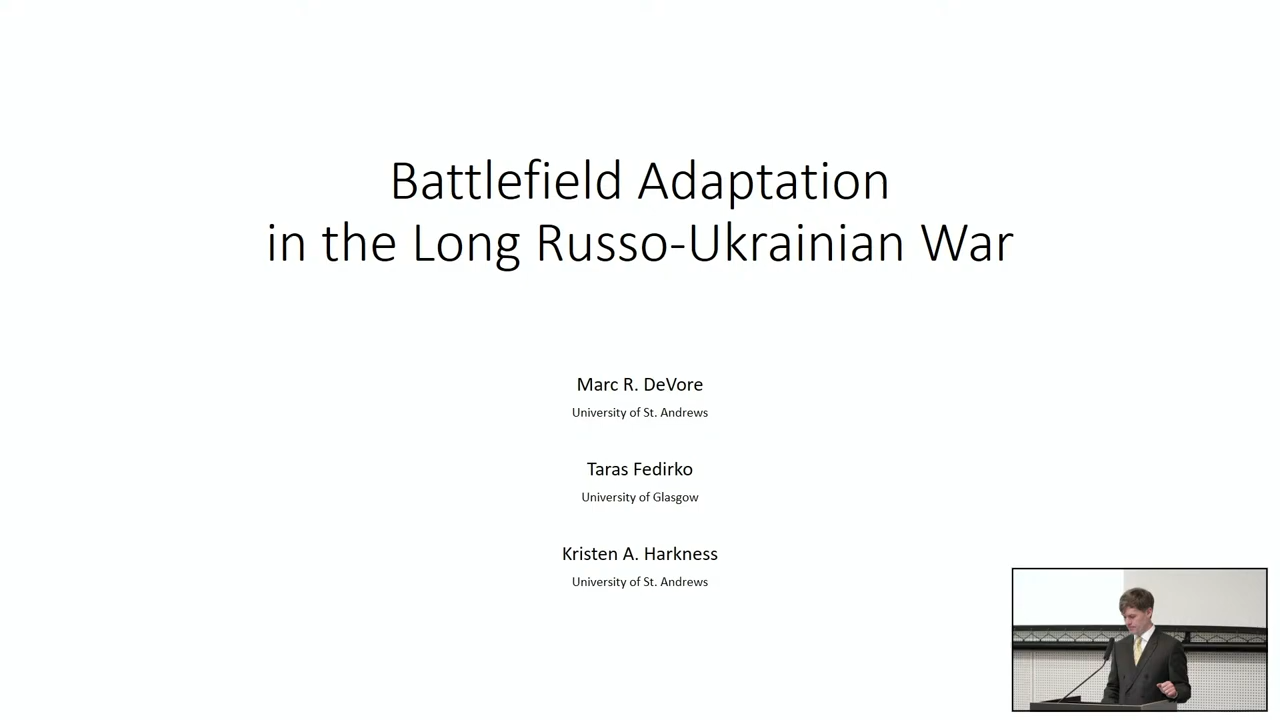 Battlefield Adaptation
in the Long Russo-Ukrainian War
Marc R. DeVore
University of St. Andrews
Taras Fedirko
University of Glasgow
Kristen A. Harkness
University of St. Andrews